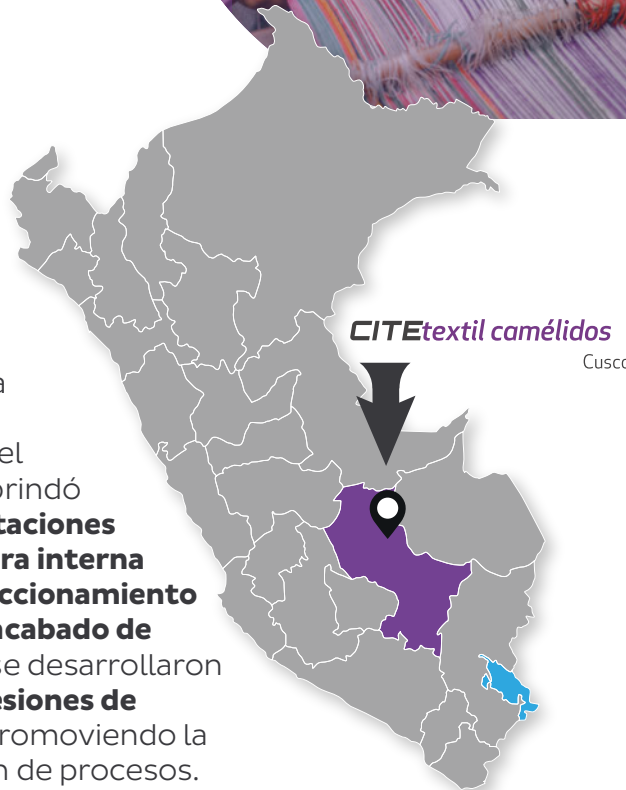 CITEtextil camélidos
Cusco
a
el
brindó
taciones
ra interna
ccionamiento
acabado de
se desarrollaron
esiones de
romoviendo la
n de procesos.